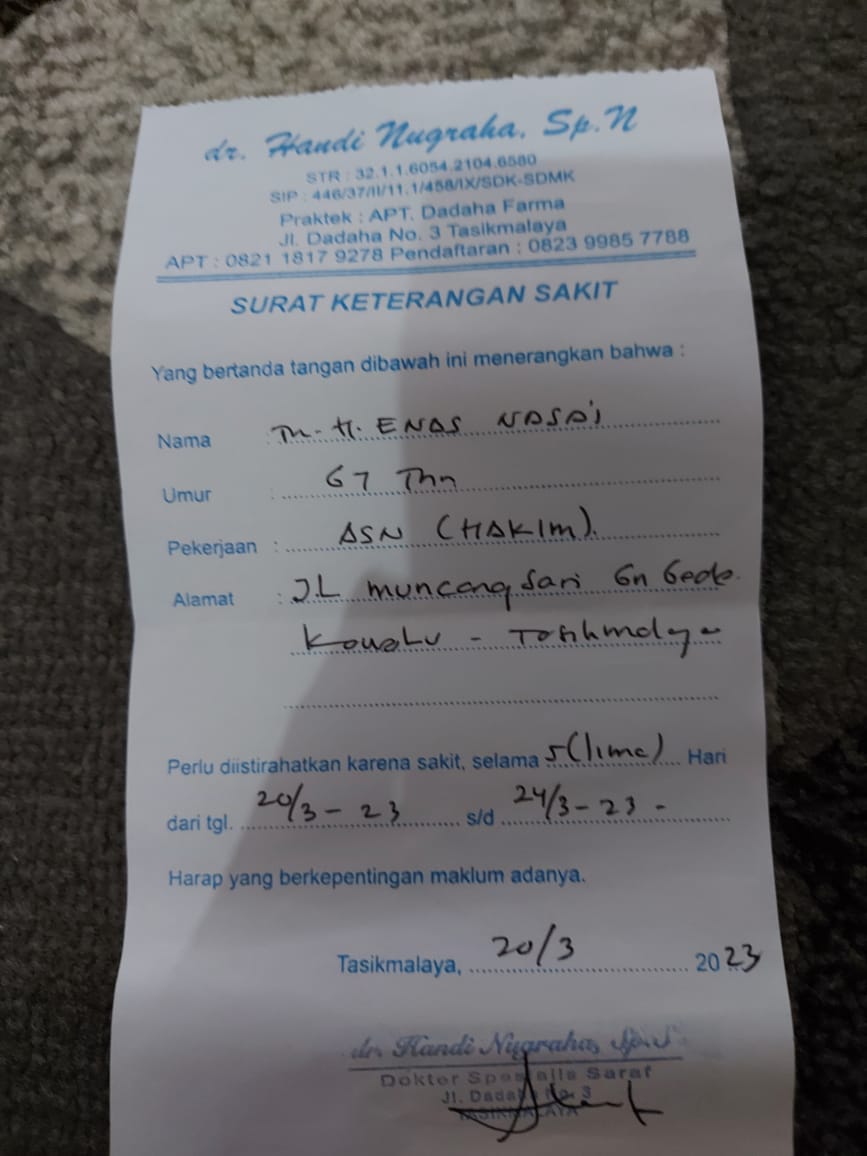 dr. Handi Nugraha, Sp.N
STR : 32.1.1.6054.2104.6580
SIP : 446/37/II/11.1/458/IX/SDK-SDMK
Praktek : APT. Dadaha Farma
Jl. Dadaha No. 3 Tasikmalaya
APT : 0821 1817 9278 Pendaftaran : 0823 9985 7788
SURAT KETERANGAN SAKIT
Yang bertanda tangan dibawah ini menerangkan bahwa :
Nama : Tn. H. ENAS NASA'i
Umur : 67 Thn
Pekerjaan : ASN (HAKIM).
Alamat : JL muncang sari Gn Gede.
Kawalu - Tasikmalaya
Perlu diistirahatkan karena sakit, selama 5 (lima) Hari
dari tgl. 20/3 - 23 s/d 24/3 - 23 -
Harap yang berkepentingan maklum adanya.
Tasikmalaya, 20/3 2023
dr. Handi Nugraha, Sp.S
Dokter Spesialis Saraf
Jl. Dadaha No. 3
TASIKMALAYA